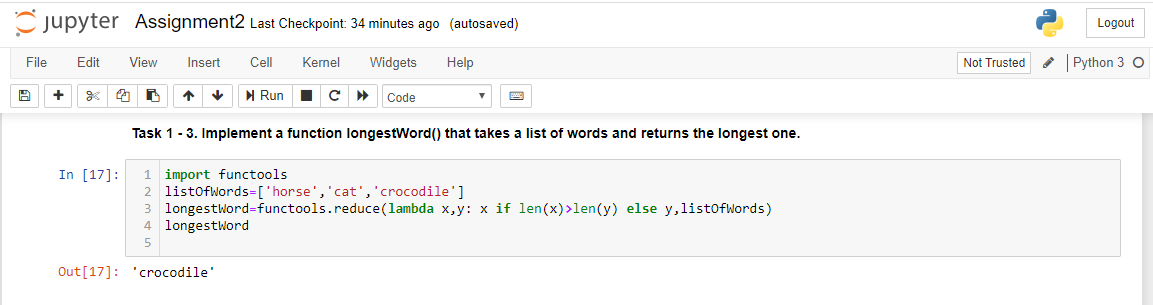 jupyter Assignment2 Last Checkpoint: 34 minutes ago (autosaved) Logout
File Edit View Insert Cell Kernel Widgets Help Not Trusted Python 3
Run Code
Task 1 - 3. Implement a function longestWord() that takes a list of words and returns the longest one.
In [17]: 1 import functools
2 listOfWords=['horse','cat','crocodile']
3 longestWord=functools.reduce(lambda x,y: x if len(x)>len(y) else y,listOfWords)
4 longestWord
5
Out[17]: 'crocodile'